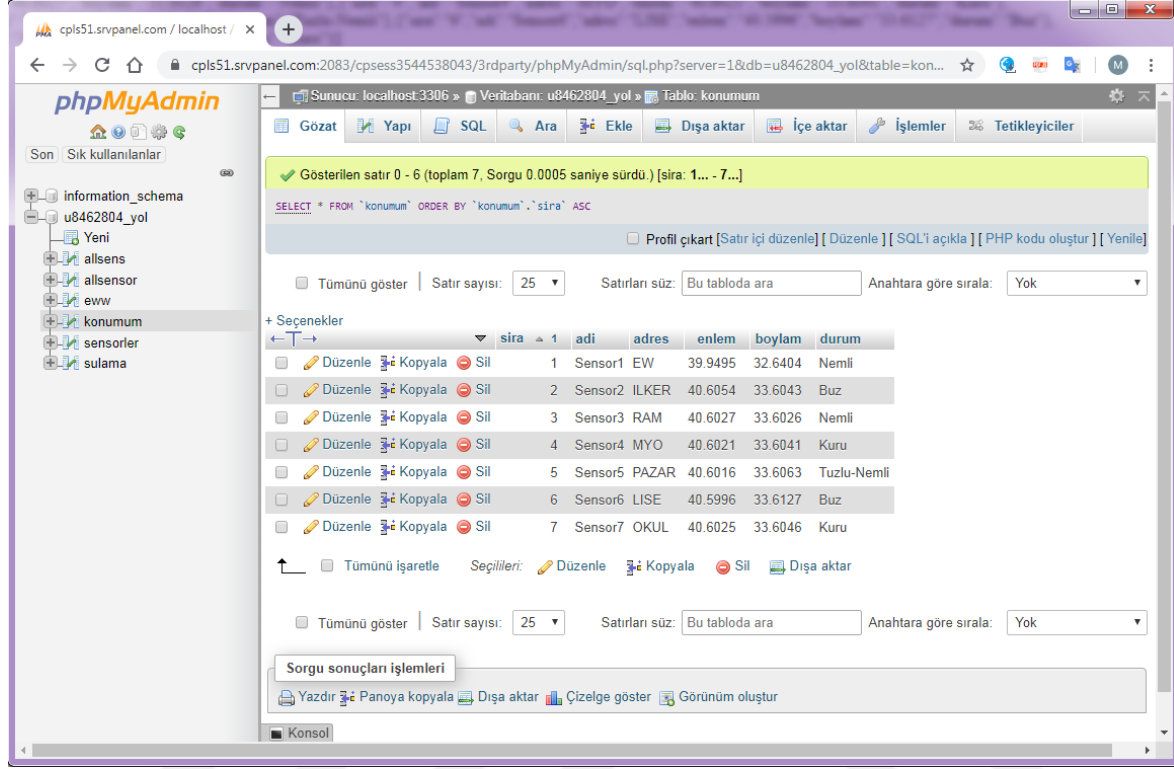 cpls51.srvpanel.com / localhost /
cpls51.srvpanel.com:2083/cpsess3544538043/3rdparty/phpMyAdmin/sql.php?server=1&db=u8462804_yol&table=kon...
M
phpMyAdmin
Son Sık kullanılanlar
information_schema
u8462804_yol
Yeni
allsens
allsensor
eww
konumum
sensorler
sulama
Sunucu: localhost:3306 » Veritabanı: u8462804_yol » Tablo: konumum
Gözat Yapı SQL Ara Ekle Dışa aktar İçe aktar İşlemler Tetikleyiciler
Gösterilen satır 0 - 6 (toplam 7, Sorgu 0.0005 saniye sürdü.) [sira: 1... - 7...]
SELECT * FROM `konumum` ORDER BY `konumum`.`sira` ASC
Profil çıkart [Satır içi düzenle] [ Düzenle ] [ SQL'i açıkla ] [ PHP kodu oluştur ] [ Yenile]
Tümünü göster Satır sayısı: 25 Satırları süz: Bu tabloda ara Anahtara göre sırala: Yok
+ Seçenekler
←T→ sira 1 adi adres enlem boylam durum
Düzenle Kopyala Sil 1 Sensor1 EW 39.9495 32.6404 Nemli
Düzenle Kopyala Sil 2 Sensor2 ILKER 40.6054 33.6043 Buz
Düzenle Kopyala Sil 3 Sensor3 RAM 40.6027 33.6026 Nemli
Düzenle Kopyala Sil 4 Sensor4 MYO 40.6021 33.6041 Kuru
Düzenle Kopyala Sil 5 Sensor5 PAZAR 40.6016 33.6063 Tuzlu-Nemli
Düzenle Kopyala Sil 6 Sensor6 LISE 40.5996 33.6127 Buz
Düzenle Kopyala Sil 7 Sensor7 OKUL 40.6025 33.6046 Kuru
Tümünü işaretle Seçilileri: Düzenle Kopyala Sil Dışa aktar
Tümünü göster Satır sayısı: 25 Satırları süz: Bu tabloda ara Anahtara göre sırala: Yok
Sorgu sonuçları işlemleri
Yazdır Panoya kopyala Dışa aktar Çizelge göster Görünüm oluştur
Konsol